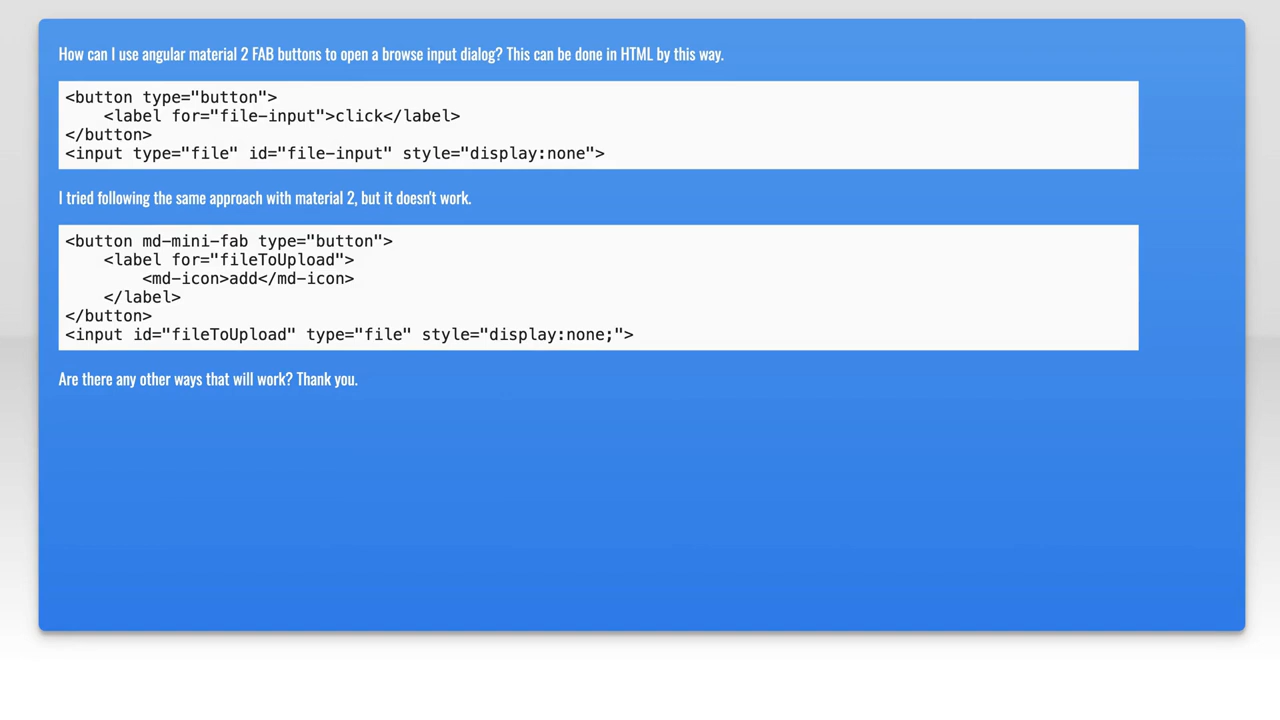 How can I use angular material 2 FAB buttons to open a browse input dialog? This can be done in HTML by this way.
<button type="button">
    <label for="file-input">click</label>
</button>
<input type="file" id="file-input" style="display:none">
I tried following the same approach with material 2, but it doesn't work.
<button md-mini-fab type="button">
    <label for="fileToUpload">
        <md-icon>add</md-icon>
    </label>
</button>
<input id="fileToUpload" type="file" style="display:none;">
Are there any other ways that will work? Thank you.